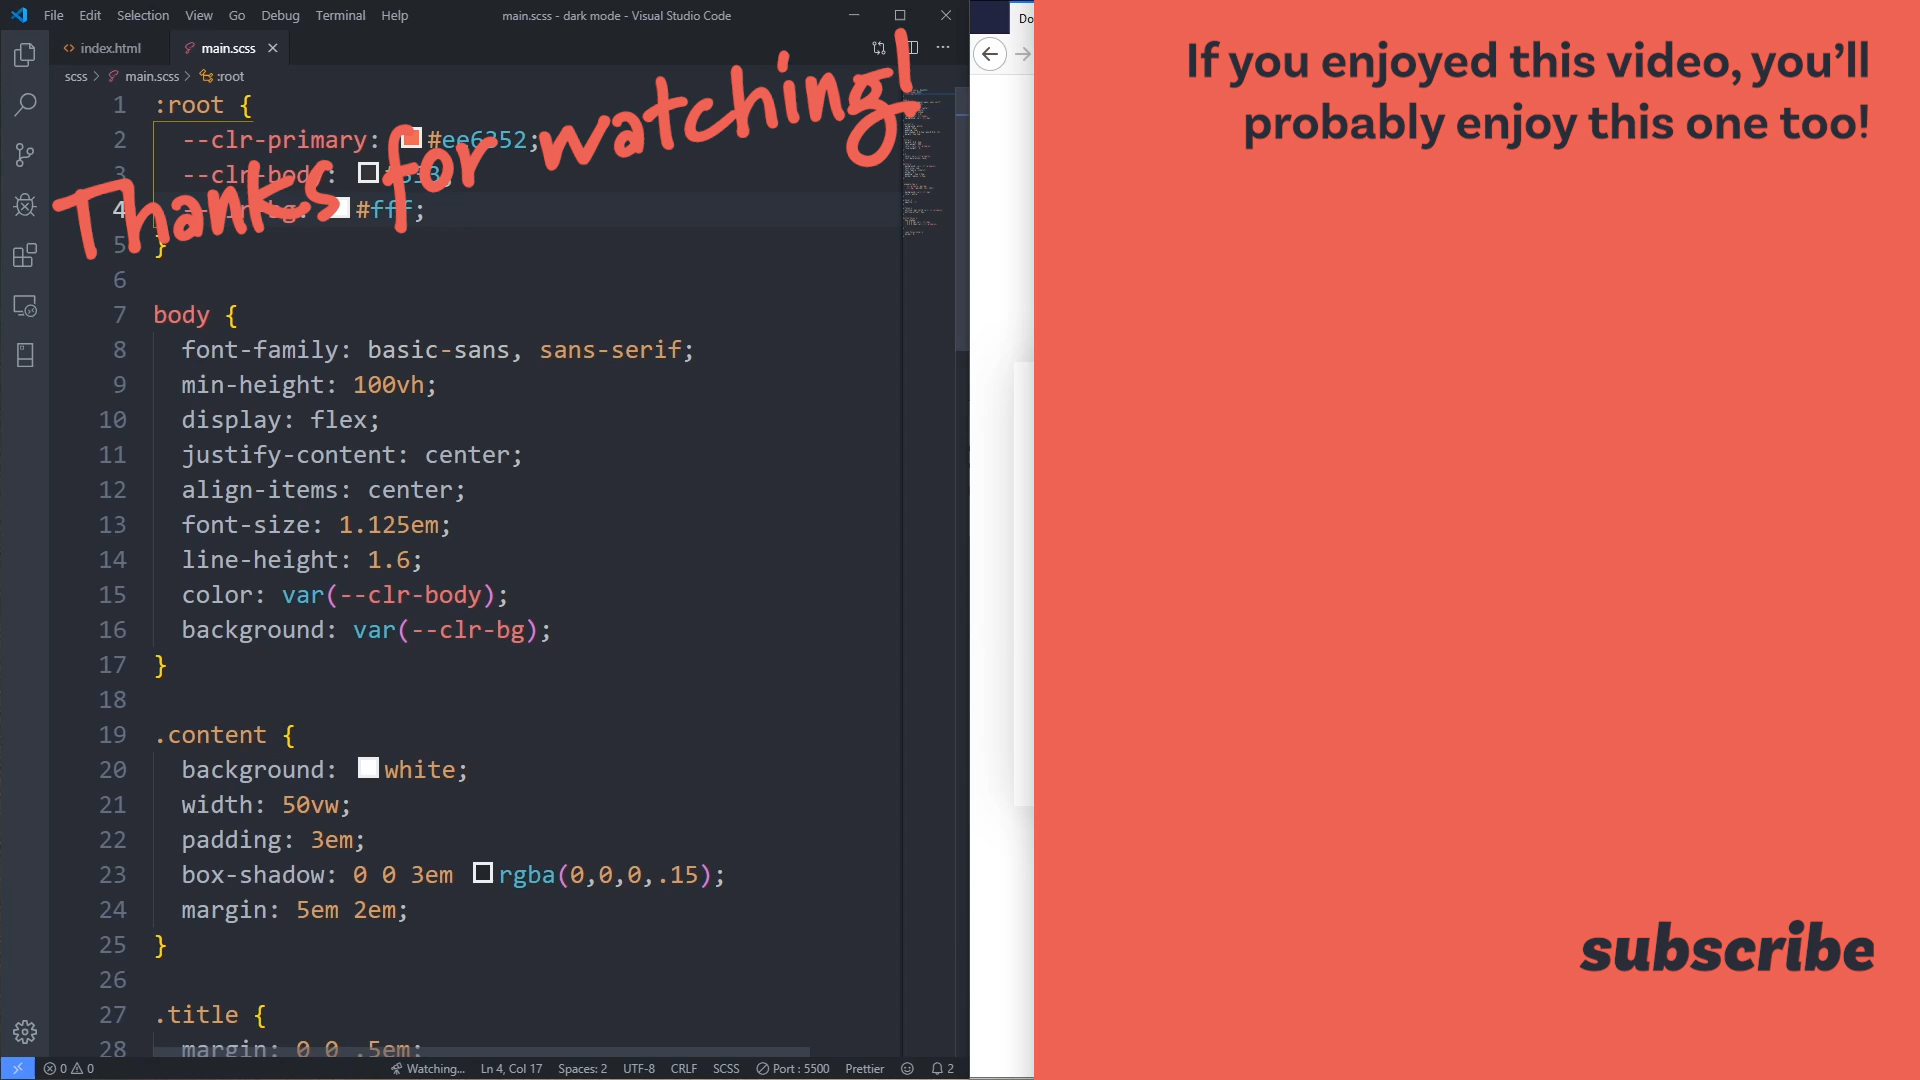 File Edit Selection View Go Debug Terminal Help main.scss - dark mode - Visual Studio Code
index.html main.scss
scss > main.scss > :root
Thanks for watching!
1 :root {
2 --clr-primary: #ee6352;
3 --clr-body:
4 #fff;
5 }
6
7 body {
8 font-family: basic-sans, sans-serif;
9 min-height: 100vh;
10 display: flex;
11 justify-content: center;
12 align-items: center;
13 font-size: 1.125em;
14 line-height: 1.6;
15 color: var(--clr-body);
16 background: var(--clr-bg);
17 }
18
19 .content {
20 background: white;
21 width: 50vw;
22 padding: 3em;
23 box-shadow: 0 0 3em rgba(0,0,0,.15);
24 margin: 5em 2em;
25 }
26
27 .title {
28 margin: 0 0 .5em;
0 0 Watching... Ln 4, Col 17 Spaces: 2 UTF-8 CRLF SCSS Port : 5500 Prettier 2
Do
If you enjoyed this video, you’ll
probably enjoy this one too!
subscribe